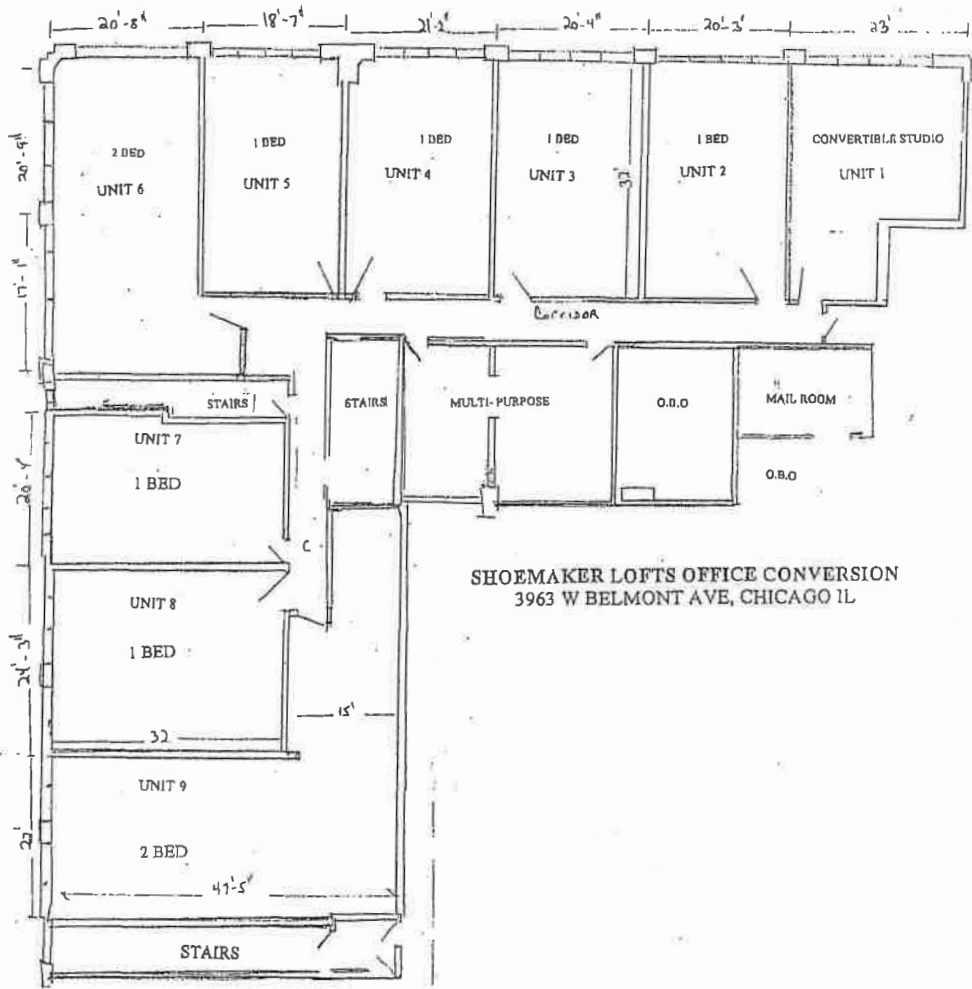 20'-8"
18'-7"
21'-2"
20'-4"
20'-3"
23'
2 BED
UNIT 6
1 BED
UNIT 5
1 BED
UNIT 4
1 BED
UNIT 3
32'
1 BED
UNIT 2
CONVERTIBLE STUDIO
UNIT 1
20'-9"
17'-1"
CORRIDOR
STAIRS
STAIRS
MULTI-PURPOSE
O.B.O
MAIL ROOM
O.B.O
UNIT 7
1 BED
20'-4"
C
SHOEMAKER LOFTS OFFICE CONVERSION
3963 W BELMONT AVE, CHICAGO IL
UNIT 8
1 BED
24'-3"
32
15'
UNIT 9
2 BED
47'-5"
STAIRS